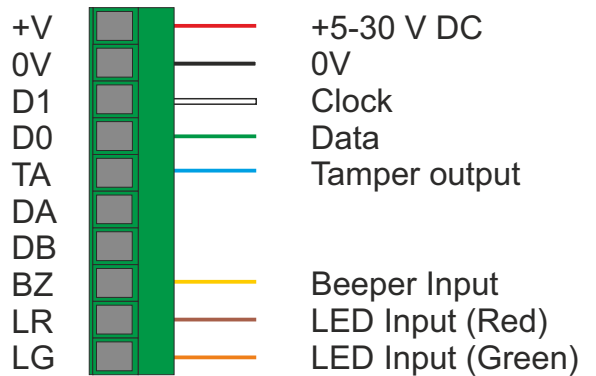 +V +5-30 V DC
0V 0V
D1 Clock
D0 Data
TA Tamper output
DA
DB
BZ Beeper Input
LR LED Input (Red)
LG LED Input (Green)